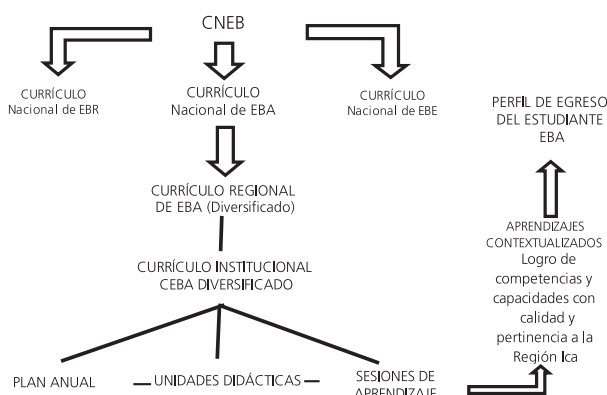 CNEB
CURRÍCULO
Nacional de EBR
CURRÍCULO
Nacional de EBA
CURRÍCULO
Nacional de EBE
CURRÍCULO REGIONAL
DE EBA (Diversificado)
CURRÍCULO INSTITUCIONAL
CEBA DIVERSIFICADO
PLAN ANUAL
UNIDADES DIDÁCTICAS
SESIONES DE
APRENDIZAJE
PERFIL DE EGRESO
DEL ESTUDIANTE
EBA
APRENDIZAJES
CONTEXTUALIZADOS
Logro de
competencias y
capacidades con
calidad y
pertinencia a la
Región Ica